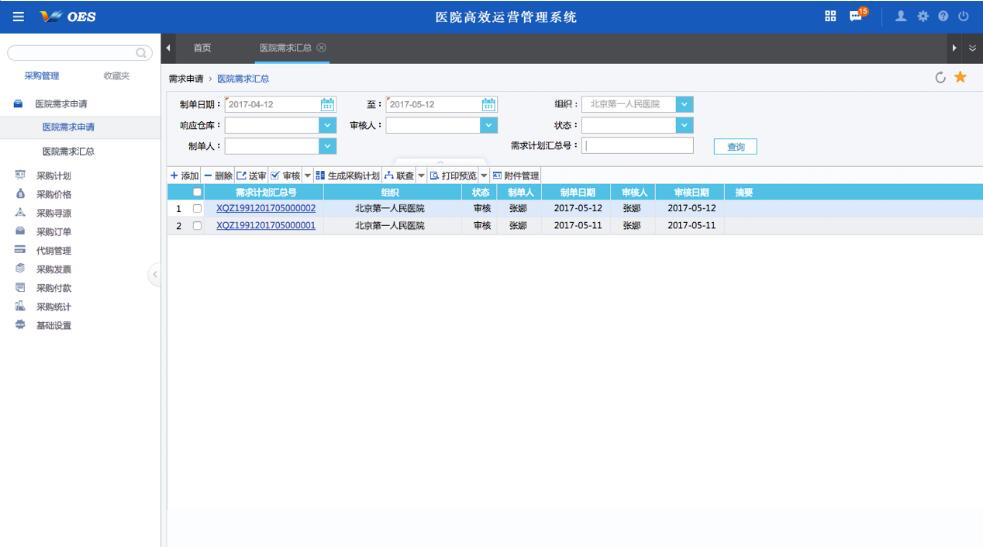 OES
医院高效运营管理系统
15
采购管理 收藏夹
医院需求申请
医院需求申请
医院需求汇总
采购计划
采购价格
采购寻源
采购订单
代销管理
采购发票
采购付款
采购统计
基础设置
首页 医院需求汇总
需求申请 › 医院需求汇总
制单日期： 2017-04-12 至： 2017-05-12 组织： 北京第一人民医院
响应仓库： 审核人： 状态：
制单人： 需求计划汇总号： 查询
添加 删除 送审 审核 生成采购计划 联查 打印预览 附件管理
需求计划汇总号 组织 状态 制单人 制单日期 审核人 审核日期 摘要
1 XQZ1991201705000002 北京第一人民医院 审核 张娜 2017-05-12 张娜 2017-05-12
2 XQZ1991201705000001 北京第一人民医院 审核 张娜 2017-05-11 张娜 2017-05-11